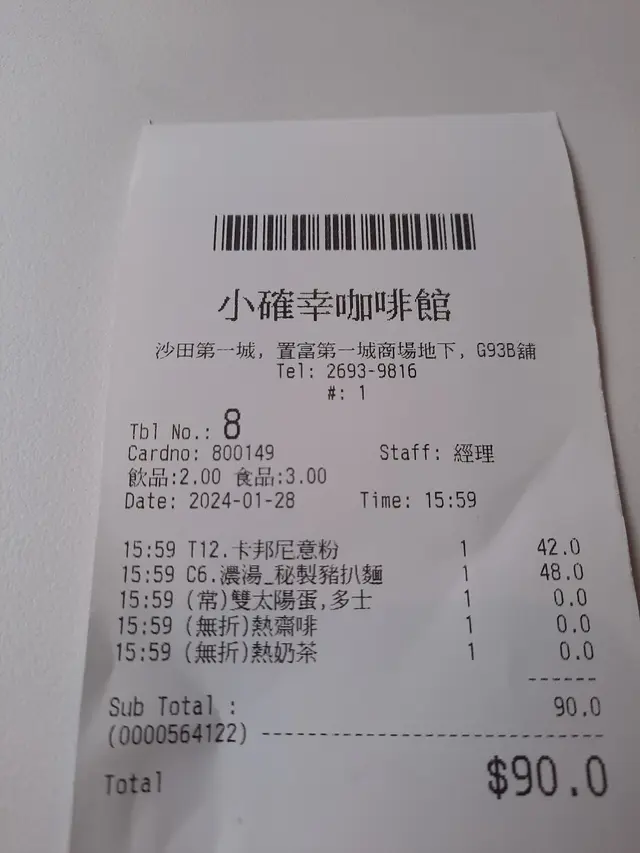 小確幸咖啡館
沙田第一城, 置富第一城商場地下, G93B舖
Tel: 2693-9816
#: 1
Tbl No.: 8
Cardno: 800149 Staff: 經理
飲品:2.00 食品:3.00
Date: 2024-01-28 Time: 15:59
15:59 T12.卡邦尼意粉 1 42.0
15:59 C6.濃湯_秘製豬扒麵 1 48.0
15:59 (常)雙太陽蛋,多士 1 0.0
15:59 (無折)熱齋啡 1 0.0
15:59 (無折)熱奶茶 1 0.0
------
Sub Total : 90.0
(0000564122) ----------------------------
Total $90.0